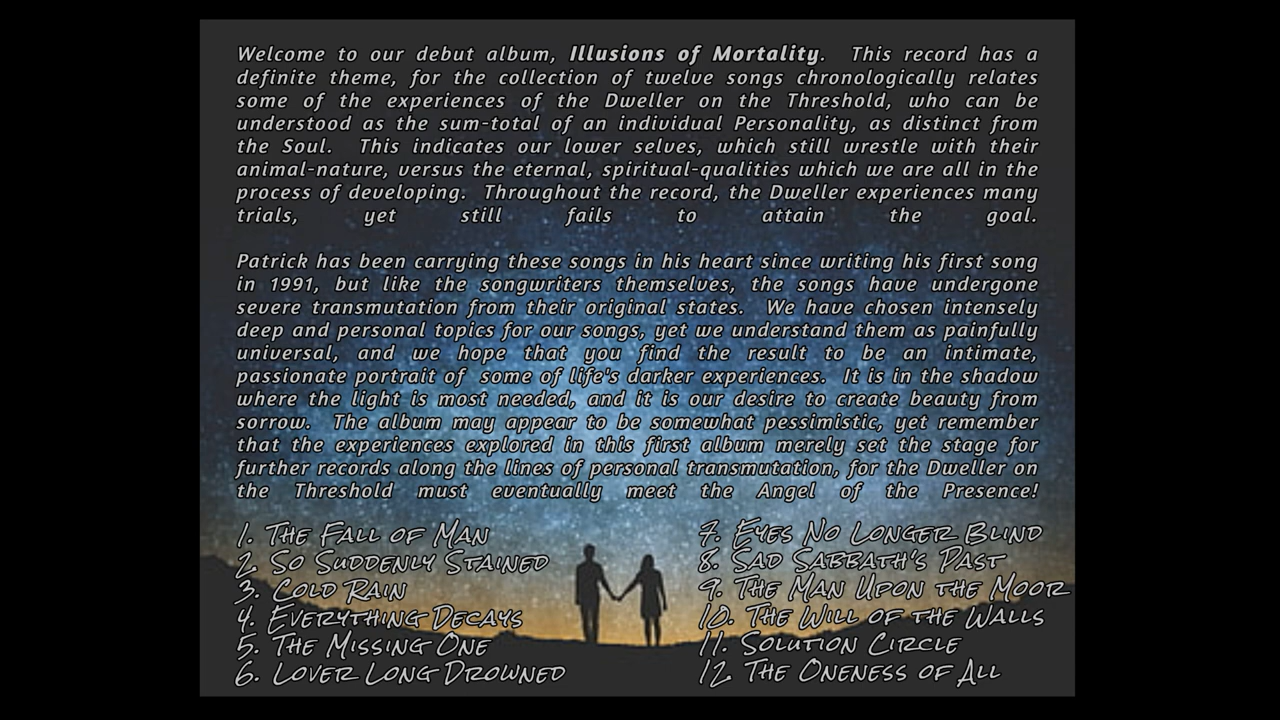 Welcome to our debut album, Illusions of Mortality. This record has a
definite theme, for the collection of twelve songs chronologically relates
some of the experiences of the Dweller on the Threshold, who can be
understood as the sum-total of an individual Personality, as distinct from
the Soul. This indicates our lower selves, which still wrestle with their
animal-nature, versus the eternal, spiritual-qualities which we are all in the
process of developing. Throughout the record, the Dweller experiences many
trials, yet still fails to attain the goal.
Patrick has been carrying these songs in his heart since writing his first song
in 1991, but like the songwriters themselves, the songs have undergone
severe transmutation from their original states. We have chosen intensely
deep and personal topics for our songs, yet we understand them as painfully
universal, and we hope that you find the result to be an intimate,
passionate portrait of some of life's darker experiences. It is in the shadow
where the light is most needed, and it is our desire to create beauty from
sorrow. The album may appear to be somewhat pessimistic, yet remember
that the experiences explored in this first album merely set the stage for
further records along the lines of personal transmutation, for the Dweller on
the Threshold must eventually meet the Angel of the Presence!
1. The Fall of Man
2. So Suddenly Stained
3. Cold Rain
4. Everything Decays
5. The Missing One
6. Lover Long Drowned
7. Eyes No Longer Blind
8. Sad Sabbath's Past
9. The Man Upon the Moor
10. The Will of the Walls
11. Solution Circle
12. The Oneness of All